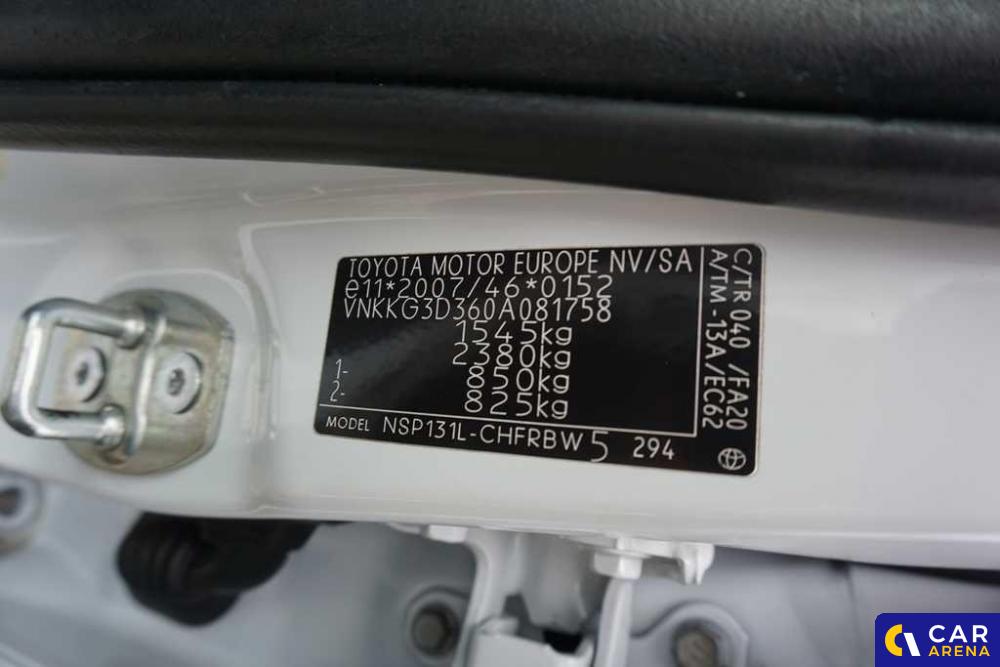 TOYOTA MOTOR EUROPE NV/SA
e11*2007/46*0152
VNKKG3D360A081758
1545kg
2380kg
1- 850kg
2- 825kg
MODEL NSP131L-CHFRBW 5 294
C/TR 040 /FA20
A/TM -13A/EC62
CAR
ARENA